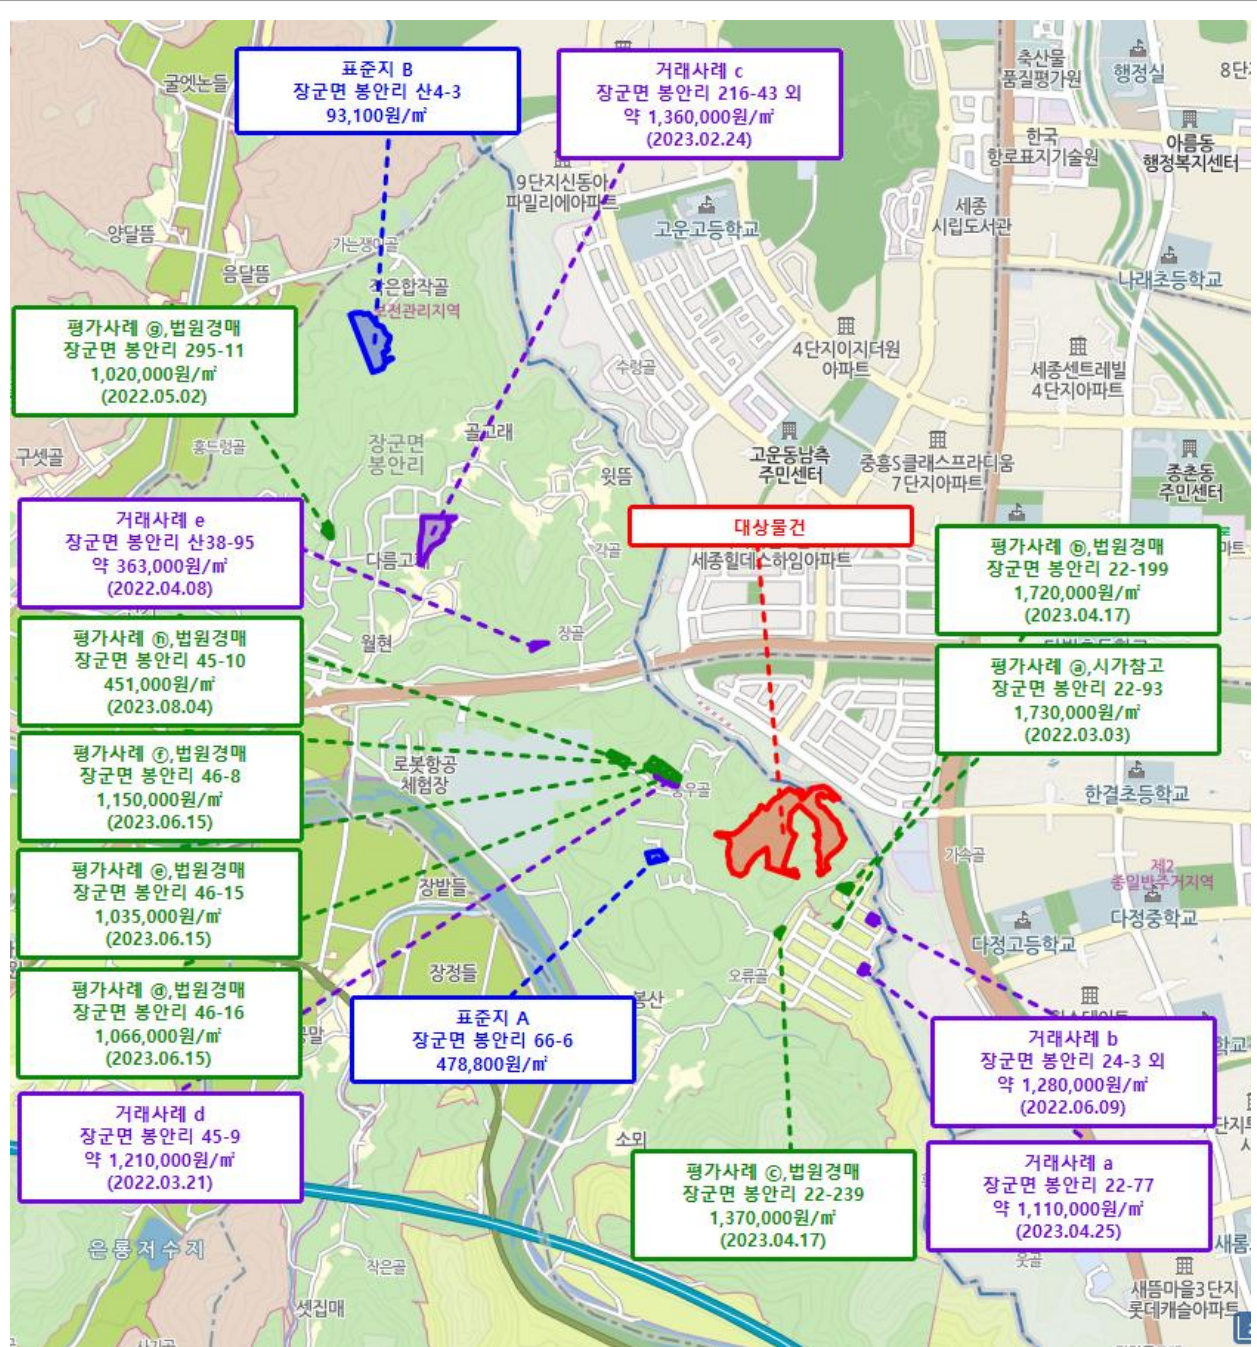 표준지 B
장군면 봉안리 산4-3
93,100원/㎡
거래사례 c
장군면 봉안리 216-43 외
약 1,360,000원/㎡
(2023.02.24)
축산물
품질평가원
행정실
8단
굴엣논들
한국
항로표지기술원
아름동
행정복지센터
9단지신동아
파밀리에아파트
고운고등학교
세종
시립도서관
양달뜸
음달뜸
가는쟁이골
작은합작골
보전관리지역
나래초등학교
평가사례 ⓖ,법원경매
장군면 봉안리 295-11
1,020,000원/㎡
(2022.05.02)
4단지이지더원
아파트
수렁골
세종센트레빌
4단지아파트
구셋골
홍드렁골
장군면
봉안리
골고래
윗뜸
고운동남측
주민센터
중흥S클래스프라디움
7단지아파트
종촌동
주민센터
거래사례 e
장군면 봉안리 산38-95
약 363,000원/㎡
(2022.04.08)
다름고개
각골
대상물건
세종힐데스하임아파트
평가사례 ⓑ,법원경매
장군면 봉안리 22-199
1,720,000원/㎡
(2023.04.17)
마트
평가사례 ⓗ,법원경매
장군면 봉안리 45-10
451,000원/㎡
(2023.08.04)
월현
장골
평가사례 ⓐ,시가참고
장군면 봉안리 22-93
1,730,000원/㎡
(2022.03.03)
평가사례 ⓕ,법원경매
장군면 봉안리 46-8
1,150,000원/㎡
(2023.06.15)
로봇항공
체험장
중우골
한결초등학교
평가사례 ⓔ,법원경매
장군면 봉안리 46-15
1,035,000원/㎡
(2023.06.15)
장밭들
가속골
제2
종일반주거지역
다정중학교
다정고등학교
평가사례 ⓓ,법원경매
장군면 봉안리 46-16
1,066,000원/㎡
(2023.06.15)
장정들
오류골
봉산
표준지 A
장군면 봉안리 66-6
478,800원/㎡
거래사례 b
장군면 봉안리 24-3 외
약 1,280,000원/㎡
(2022.06.09)
학교
거래사례 d
장군면 봉안리 45-9
약 1,210,000원/㎡
(2022.03.21)
소뫼
평가사례 ⓒ,법원경매
장군면 봉안리 22-239
1,370,000원/㎡
(2023.04.17)
거래사례 a
장군면 봉안리 22-77
약 1,110,000원/㎡
(2023.04.25)
은룡저수지
작은골
셋집매
웃골
새롬
새뜸마을3단지
롯데캐슬아파트